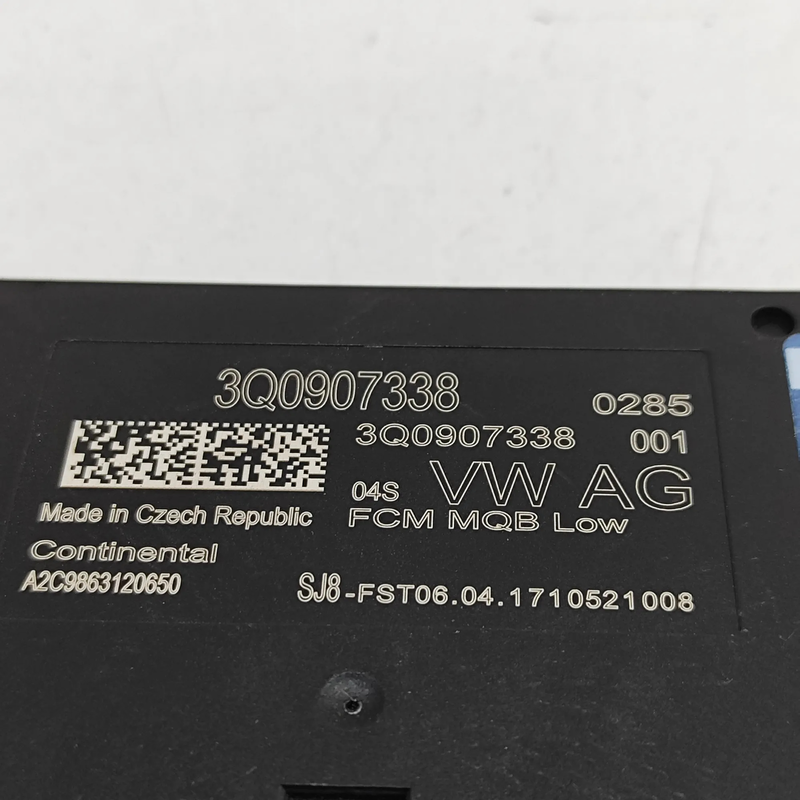 3Q0907338
0285
3Q0907338 001
04S VW AG
Made in Czech Republic FCM MQB Low
Continental
A2C9863120650 SJ8-FST06.04.1710521008